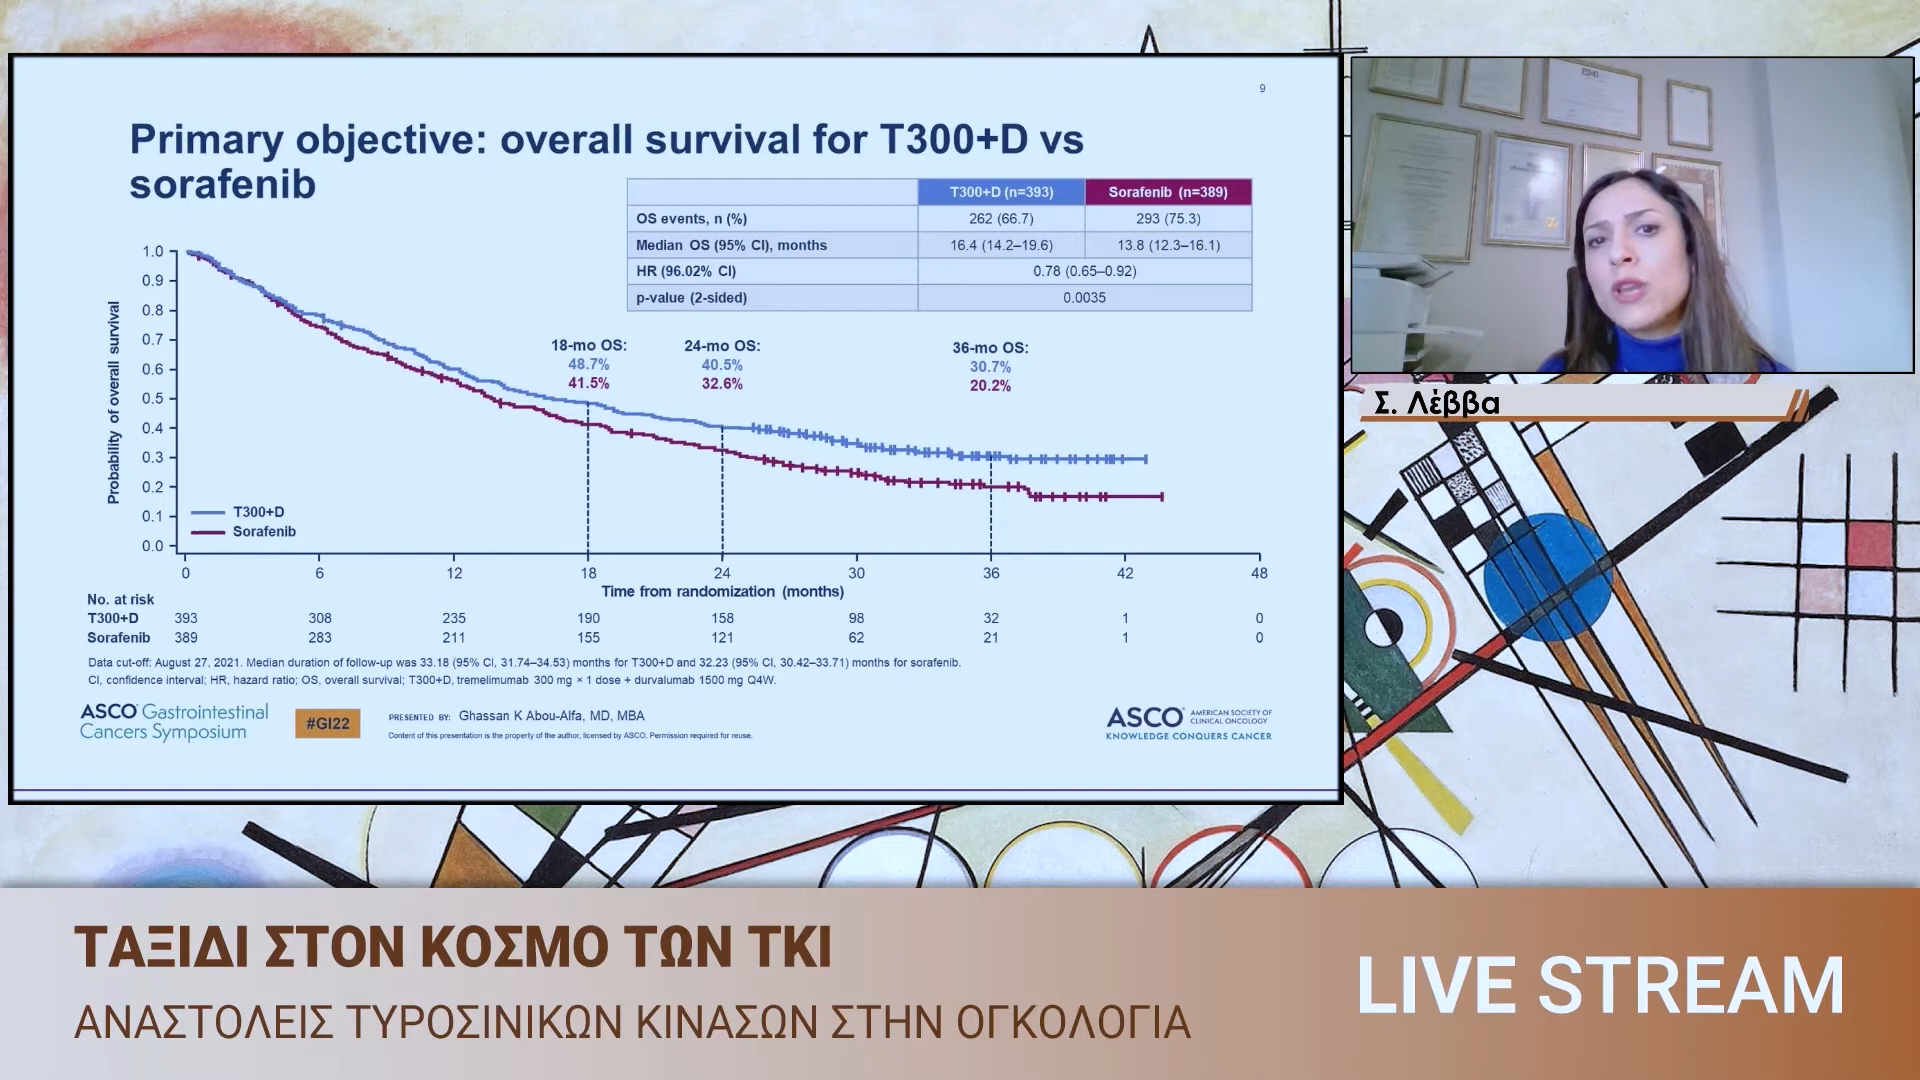 9
Primary objective: overall survival for T300+D vs
sorafenib
T300+D (n=393) Sorafenib (n=389)
OS events, n (%) 262 (66.7) 293 (75.3)
Median OS (95% CI), months 16.4 (14.2–19.6) 13.8 (12.3–16.1)
HR (96.02% CI) 0.78 (0.65–0.92)
p-value (2-sided) 0.0035
Probability of overall survival
1.0
0.9
0.8
0.7
0.6
0.5
0.4
0.3
0.2
0.1
0.0
18-mo OS: 24-mo OS: 36-mo OS:
48.7% 40.5% 30.7%
41.5% 32.6% 20.2%
T300+D
Sorafenib
0 6 12 18 24 30 36 42 48
Time from randomization (months)
No. at risk
T300+D 393 308 235 190 158 98 32 1 0
Sorafenib 389 283 211 155 121 62 21 1 0
Data cut-off: August 27, 2021. Median duration of follow-up was 33.18 (95% CI, 31.74–34.53) months for T300+D and 32.23 (95% CI, 30.42–33.71) months for sorafenib.
CI, confidence interval; HR, hazard ratio; OS, overall survival; T300+D, tremelimumab 300 mg × 1 dose + durvalumab 1500 mg Q4W.
ASCO Gastrointestinal
Cancers Symposium
#GI22
PRESENTED BY: Ghassan K Abou-Alfa, MD, MBA
Content of this presentation is the property of the author, licensed by ASCO, Permission required for reuse.
ASCO AMERICAN SOCIETY OF
CLINICAL ONCOLOGY
KNOWLEDGE CONQUERS CANCER
Σ. Λέββα
ΤΑΞΙΔΙ ΣΤΟΝ ΚΟΣΜΟ ΤΩΝ ΤΚΙ
ΑΝΑΣΤΟΛΕΙΣ ΤΥΡΟΣΙΝΙΚΩΝ ΚΙΝΑΣΩΝ ΣΤΗΝ ΟΓΚΟΛΟΓΙΑ
LIVE STREAM